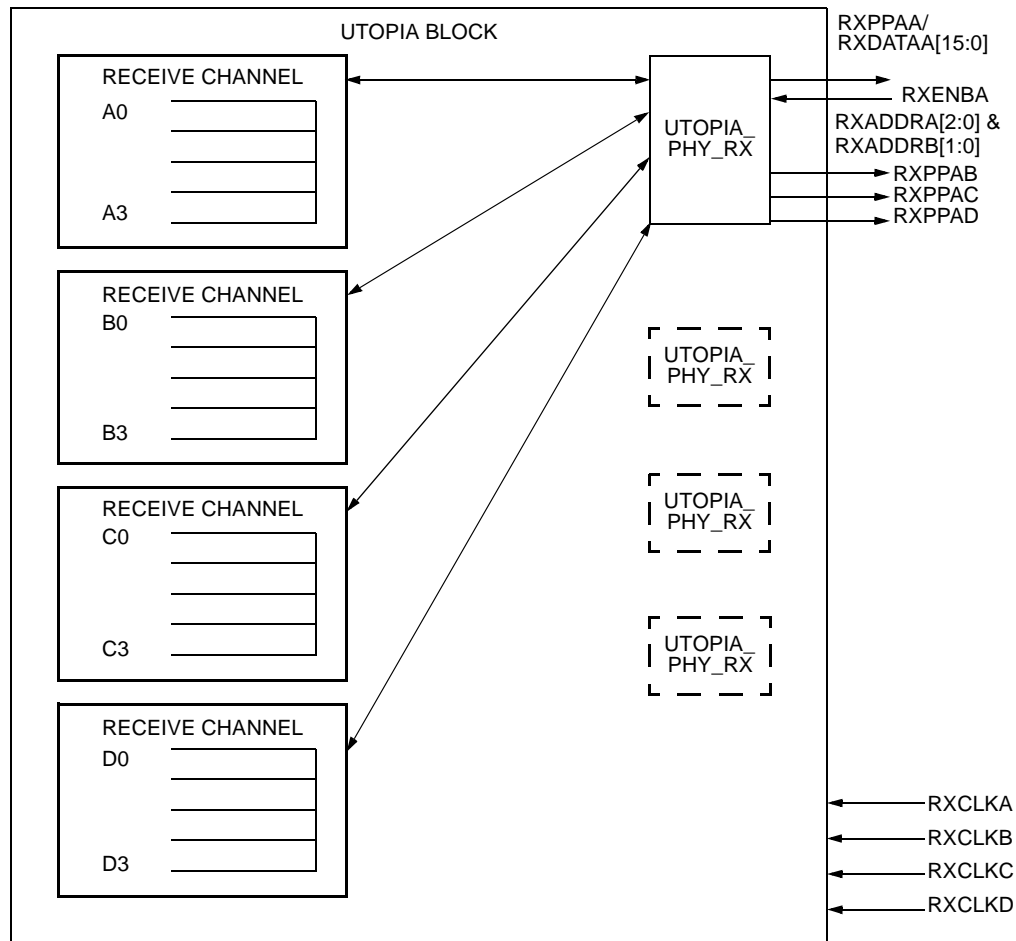 UTOPIA BLOCK
RXPPAA/
RXDATAA[15:0]
RXENBA
RXADDRA[2:0] &
RXADDRB[1:0]
RXPPAB
RXPPAC
RXPPAD
RECEIVE CHANNEL
A0
A3
UTOPIA_
PHY_RX
RECEIVE CHANNEL
B0
B3
UTOPIA_
PHY_RX
RECEIVE CHANNEL
C0
C3
UTOPIA_
PHY_RX
UTOPIA_
PHY_RX
RECEIVE CHANNEL
D0
D3
RXCLKA
RXCLKB
RXCLKC
RXCLKD